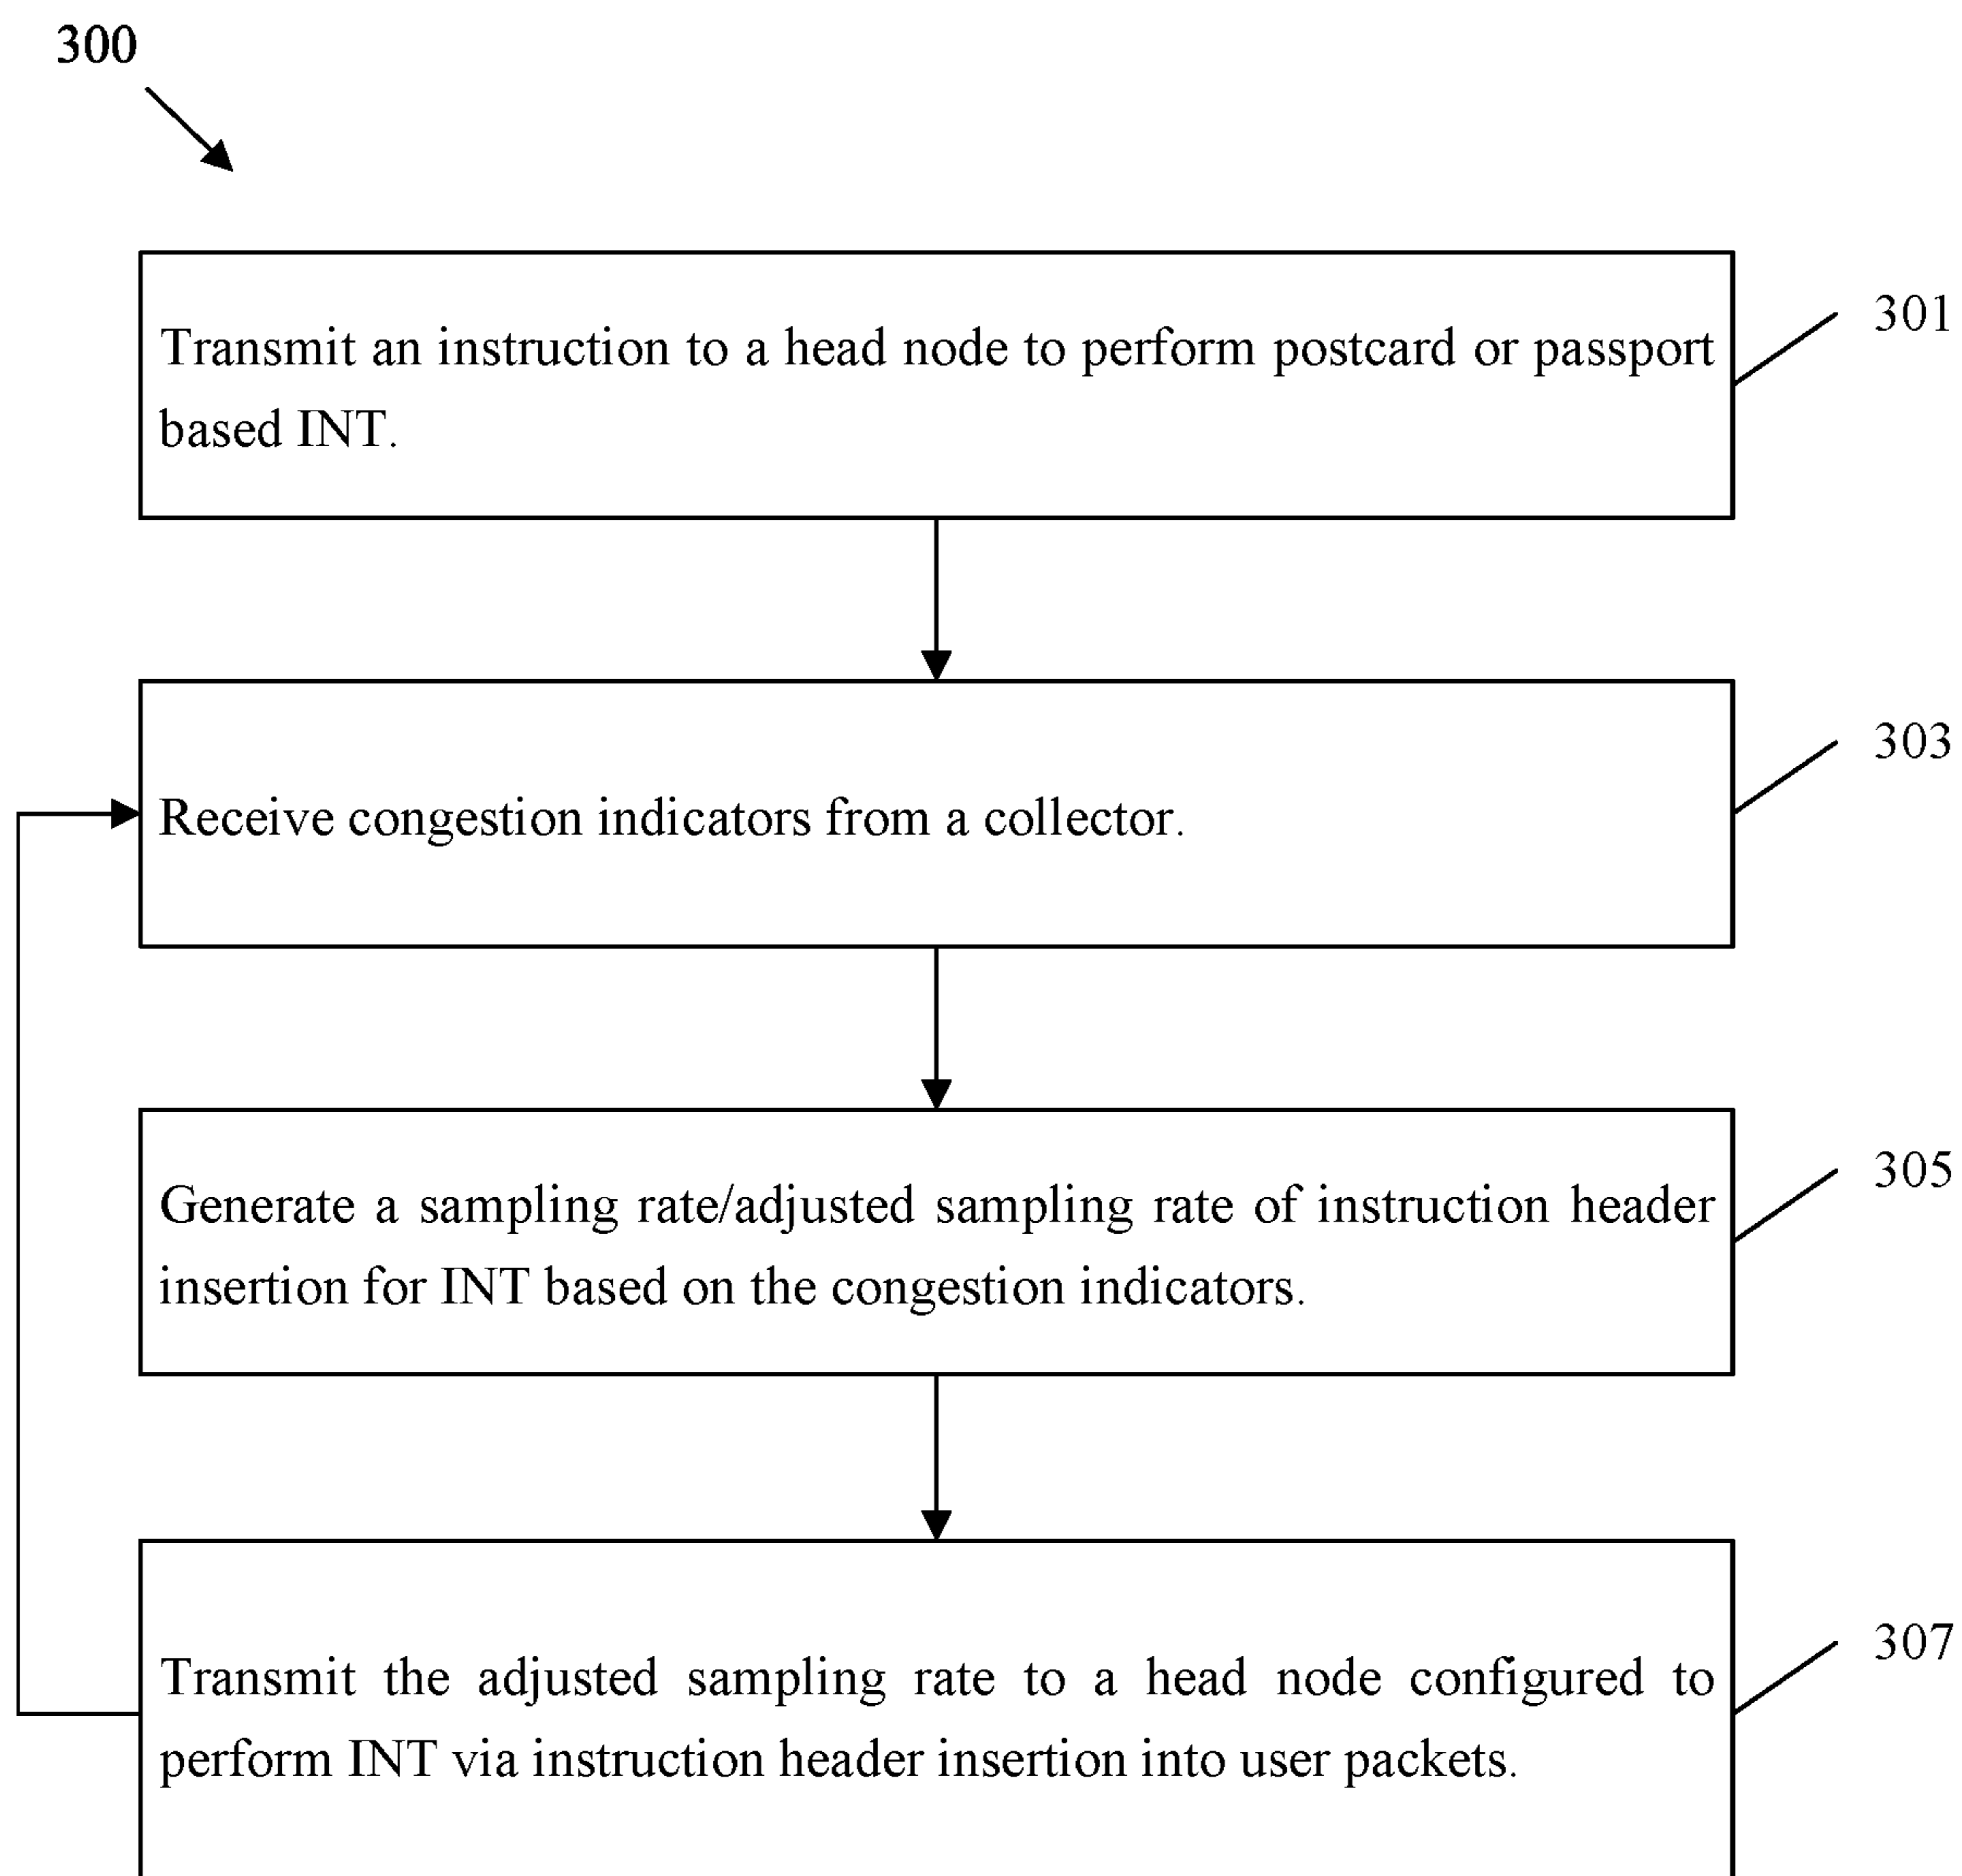 300
Transmit an instruction to a head node to perform postcard or passport
based INT.
301
Receive congestion indicators from a collector.
303
Generate a sampling rate/adjusted sampling rate of instruction header
insertion for INT based on the congestion indicators.
305
Transmit the adjusted sampling rate to a head node configured to
perform INT via instruction header insertion into user packets.
307